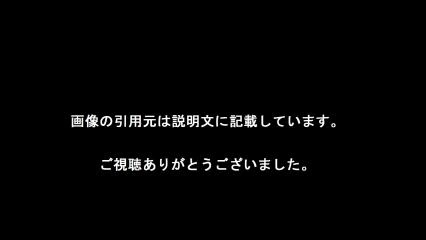 画像の引用元は説明文に記載しています。
ご視聴ありがとうございました。